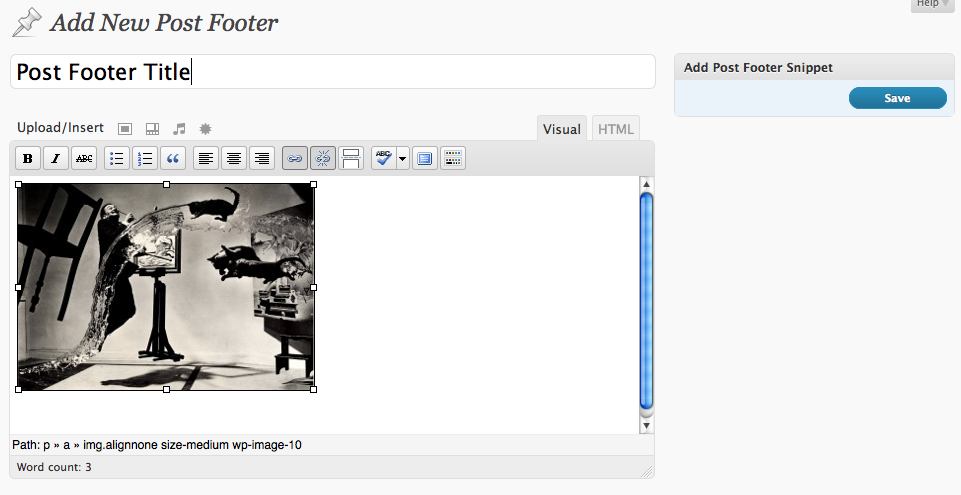 Help
Add New Post Footer
Post Footer Title
Add Post Footer Snippet
Save
Upload/Insert
Visual
HTML
B I ABC
ABC
Path: p » a » img.alignnone size-medium wp-image-10
Word count: 3